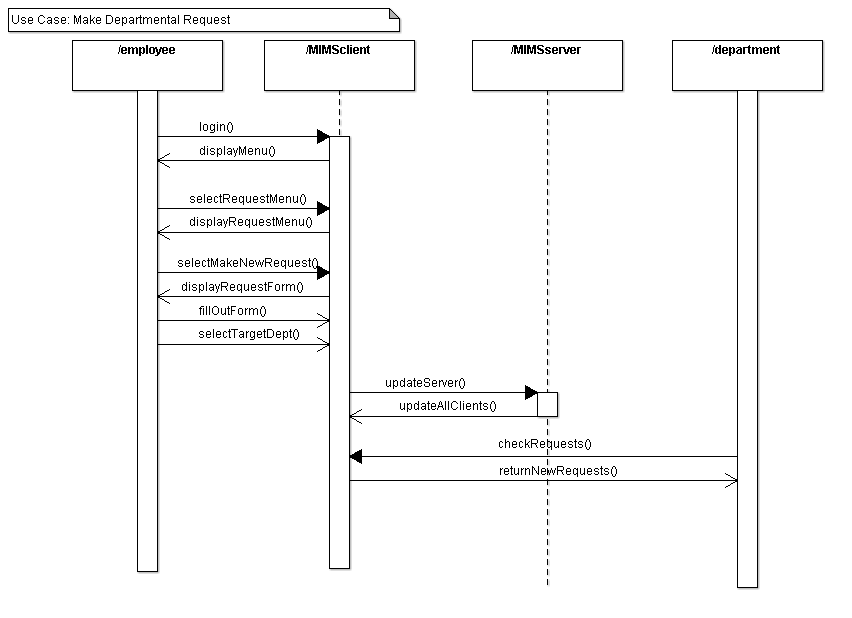 Use Case: Make Departmental Request
/employee
/MIMSclient
/MIMSserver
/department
login()
displayMenu()
selectRequestMenu()
displayRequestMenu()
selectMakeNewRequest()
displayRequestForm()
fillOutForm()
selectTargetDept()
updateServer()
updateAllClients()
checkRequests()
returnNewRequests()